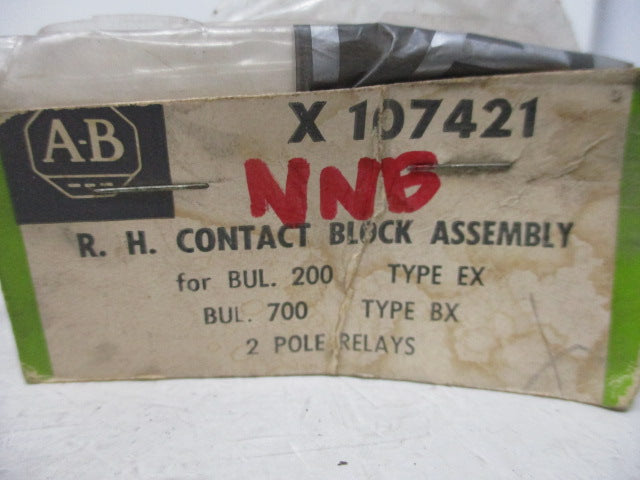 A-B
X 107421
NNB
R. H. CONTACT BLOCK ASSEMBLY
for BUL. 200 TYPE EX
BUL. 700 TYPE BX
2 POLE RELAYS